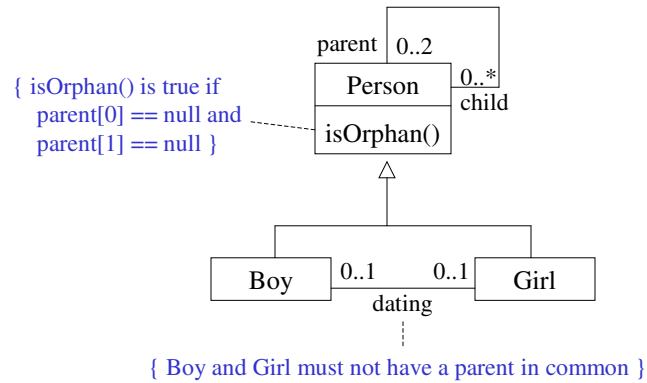 parent
0..2
{ isOrphan() is true if
parent[0] == null and
parent[1] == null }
Person
0..*
child
isOrphan()
Boy
0..1
0..1
Girl
dating
{ Boy and Girl must not have a parent in common }